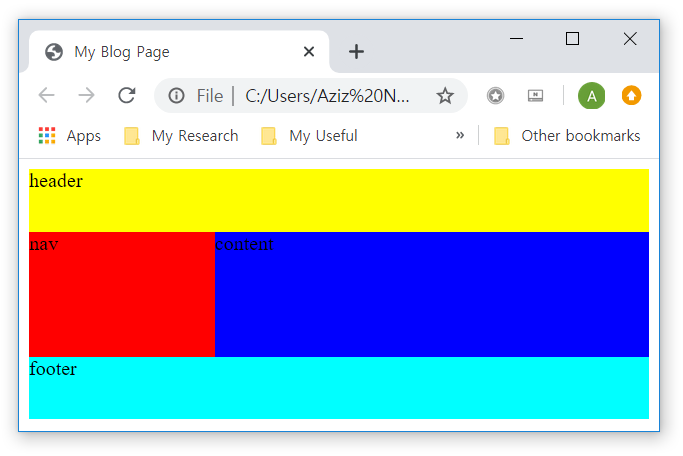 My Blog Page
File | C:/Users/Aziz%20N... A
Apps My Research My Useful » Other bookmarks
header
nav content
footer